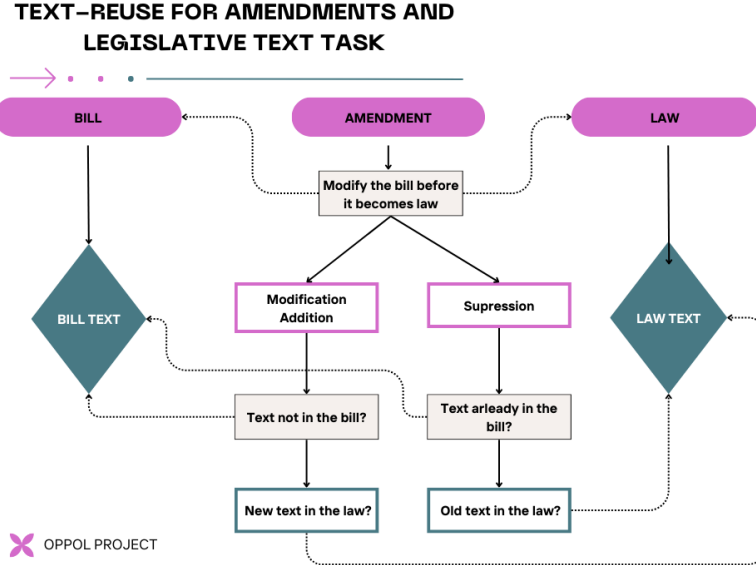 TEXT-REUSE FOR AMENDMENTS AND
LEGISLATIVE TEXT TASK
BILL
AMENDMENT
LAW
Modify the bill before
it becomes law
Modification
Addition
Supression
BILL TEXT
LAW TEXT
Text not in the bill?
Text arleady in the
bill?
New text in the law?
Old text in the law?
OPPOL PROJECT